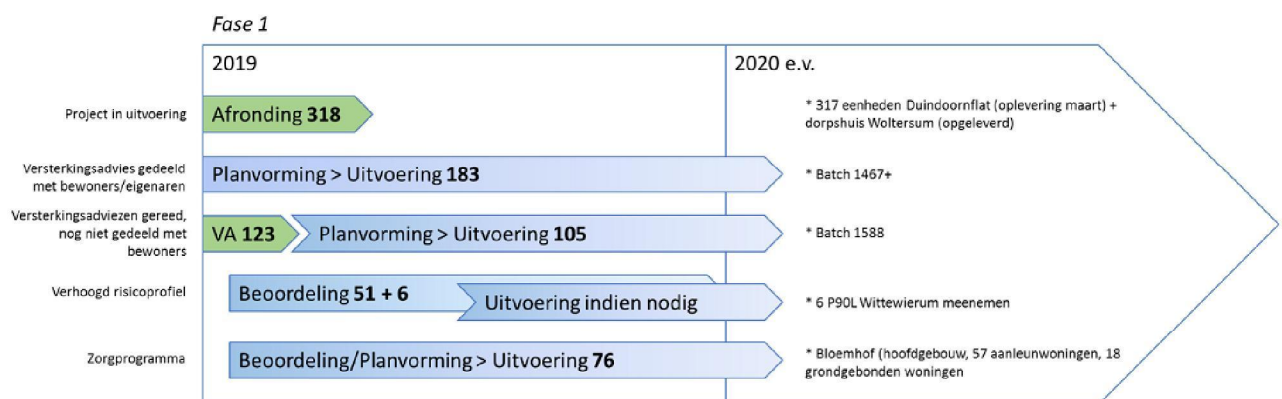 Fase 1
2019
2020 e.v.
Project in uitvoering
Afronding 318
* 317 eenheden Duindoornflat (oplevering maart) +
dorpshuis Woltersum (opgeleverd)
Versterkingsadvies gedeeld
met bewoners/eigenaren
Planvorming > Uitvoering 183
* Batch 1467+
Versterkingsadviezen gereed,
nog niet gedeeld met
bewoners
VA 123
Planvorming > Uitvoering 105
* Batch 1588
Verhoogd risicoprofiel
Beoordeling 51 + 6
Uitvoering indien nodig
* 6 P90L Wittewierum meenemen
Zorgprogramma
Beoordeling/Planvorming > Uitvoering 76
* Bloemhof (hoofdgebouw, 57 aanleunwoningen, 18
grondgebonden woningen